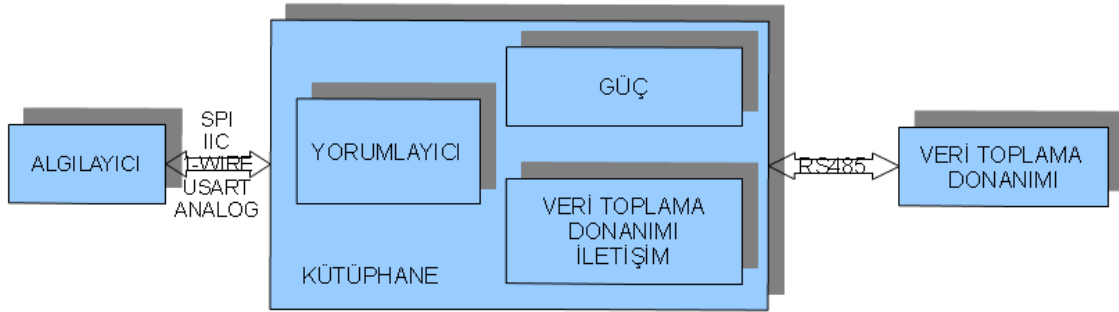 ALGILAYICI
SPI
IIC
1-WIRE
USART
ANALOG
YORUMLAYICI
KÜTÜPHANE
GÜÇ
VERİ TOPLAMA
DONANIMI
İLETİŞİM
RS485
VERİ TOPLAMA
DONANIMI